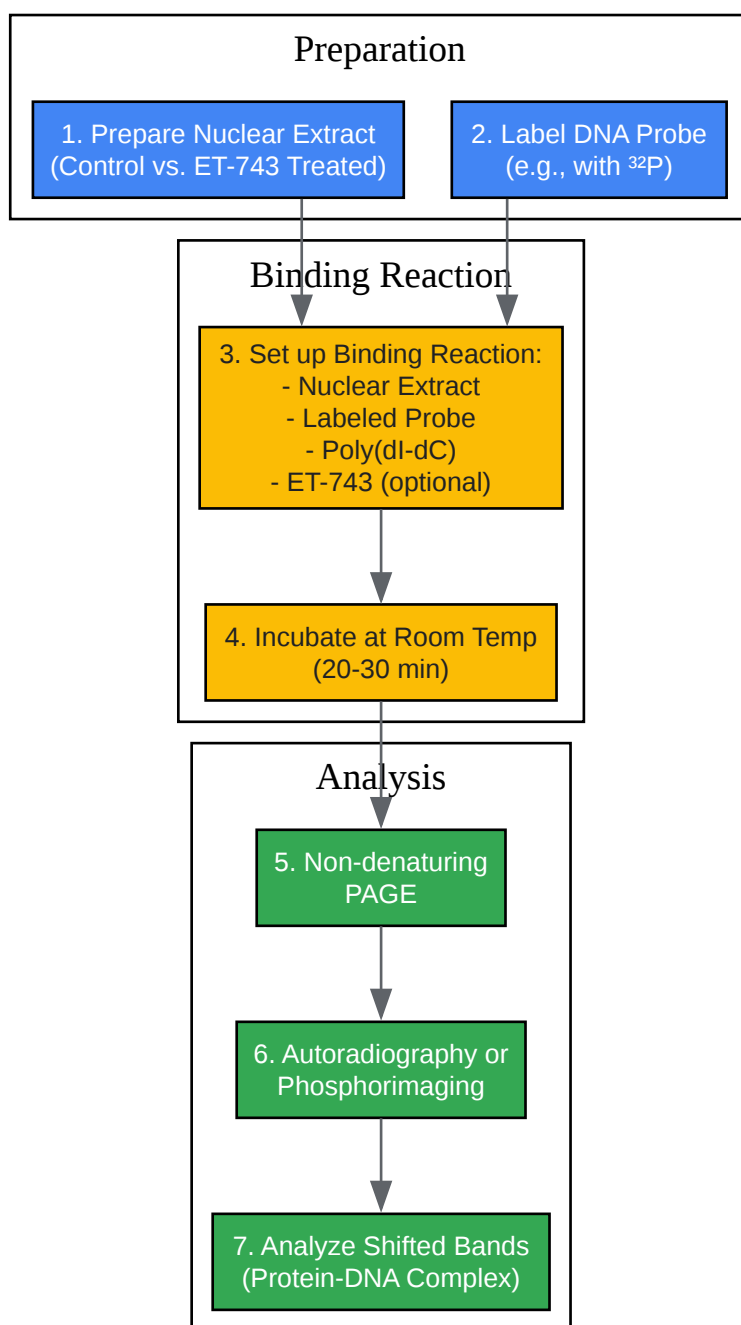 Preparation
1. Prepare Nuclear Extract
(Control vs. ET-743 Treated)
2. Label DNA Probe
(e.g., with ³²P)
Binding Reaction
3. Set up Binding Reaction:
- Nuclear Extract
- Labeled Probe
- Poly(dI-dC)
- ET-743 (optional)
4. Incubate at Room Temp
(20-30 min)
Analysis
5. Non-denaturing
PAGE
6. Autoradiography or
Phosphorimaging
7. Analyze Shifted Bands
(Protein-DNA Complex)